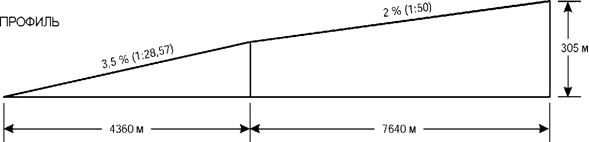 ПРОФИЛЬ
3,5 % (1:28,57)
2 % (1:50)
305 м
4360 м
7640 м